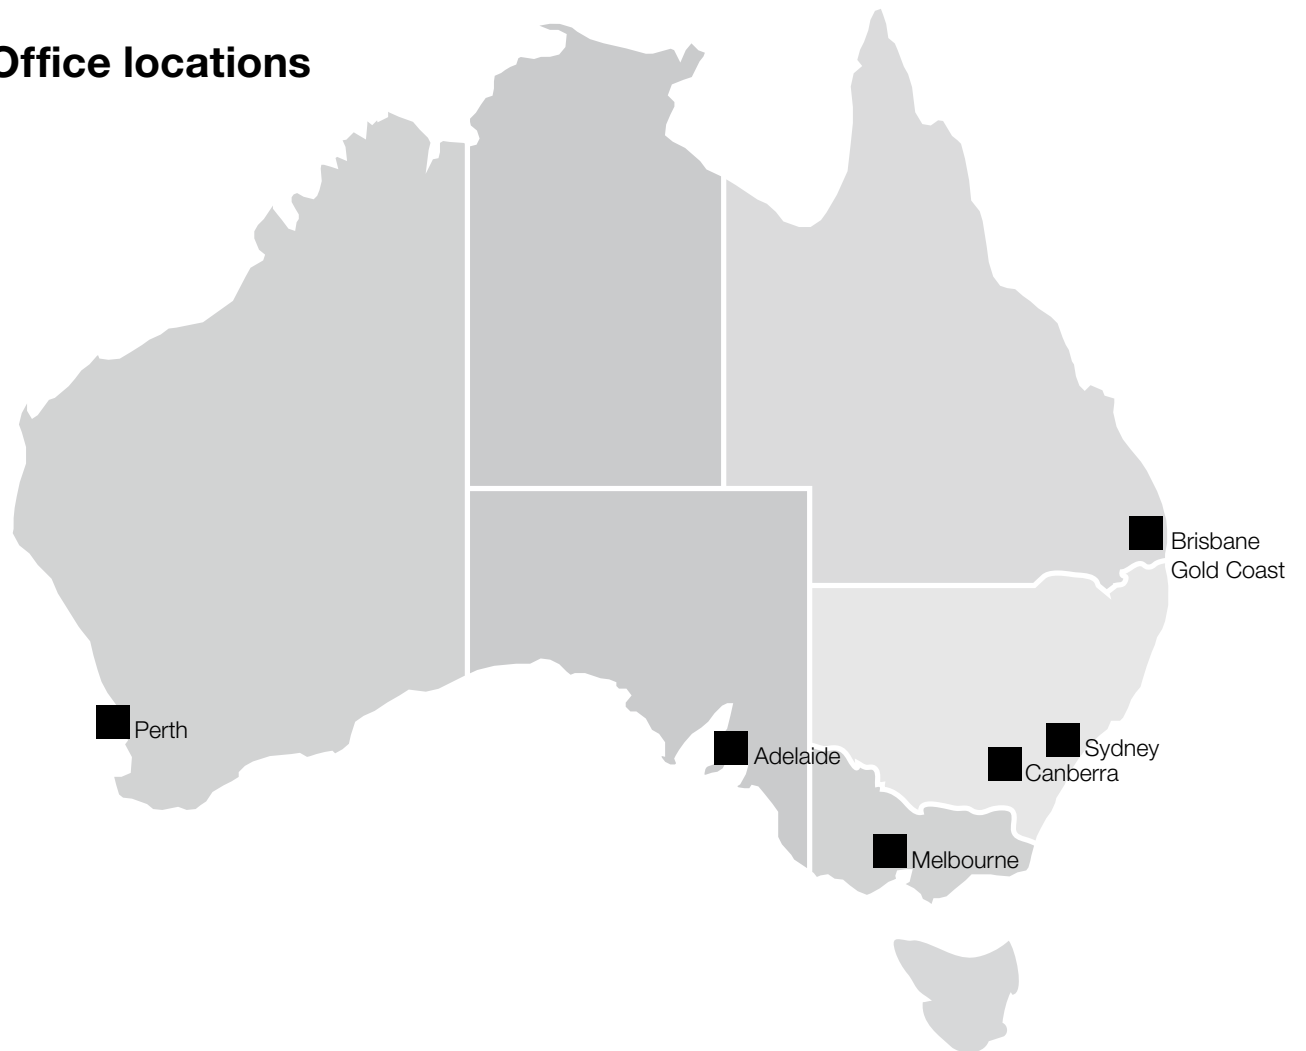 Office locations
Brisbane
Gold Coast
Perth
Adelaide
Sydney
Canberra
Melbourne